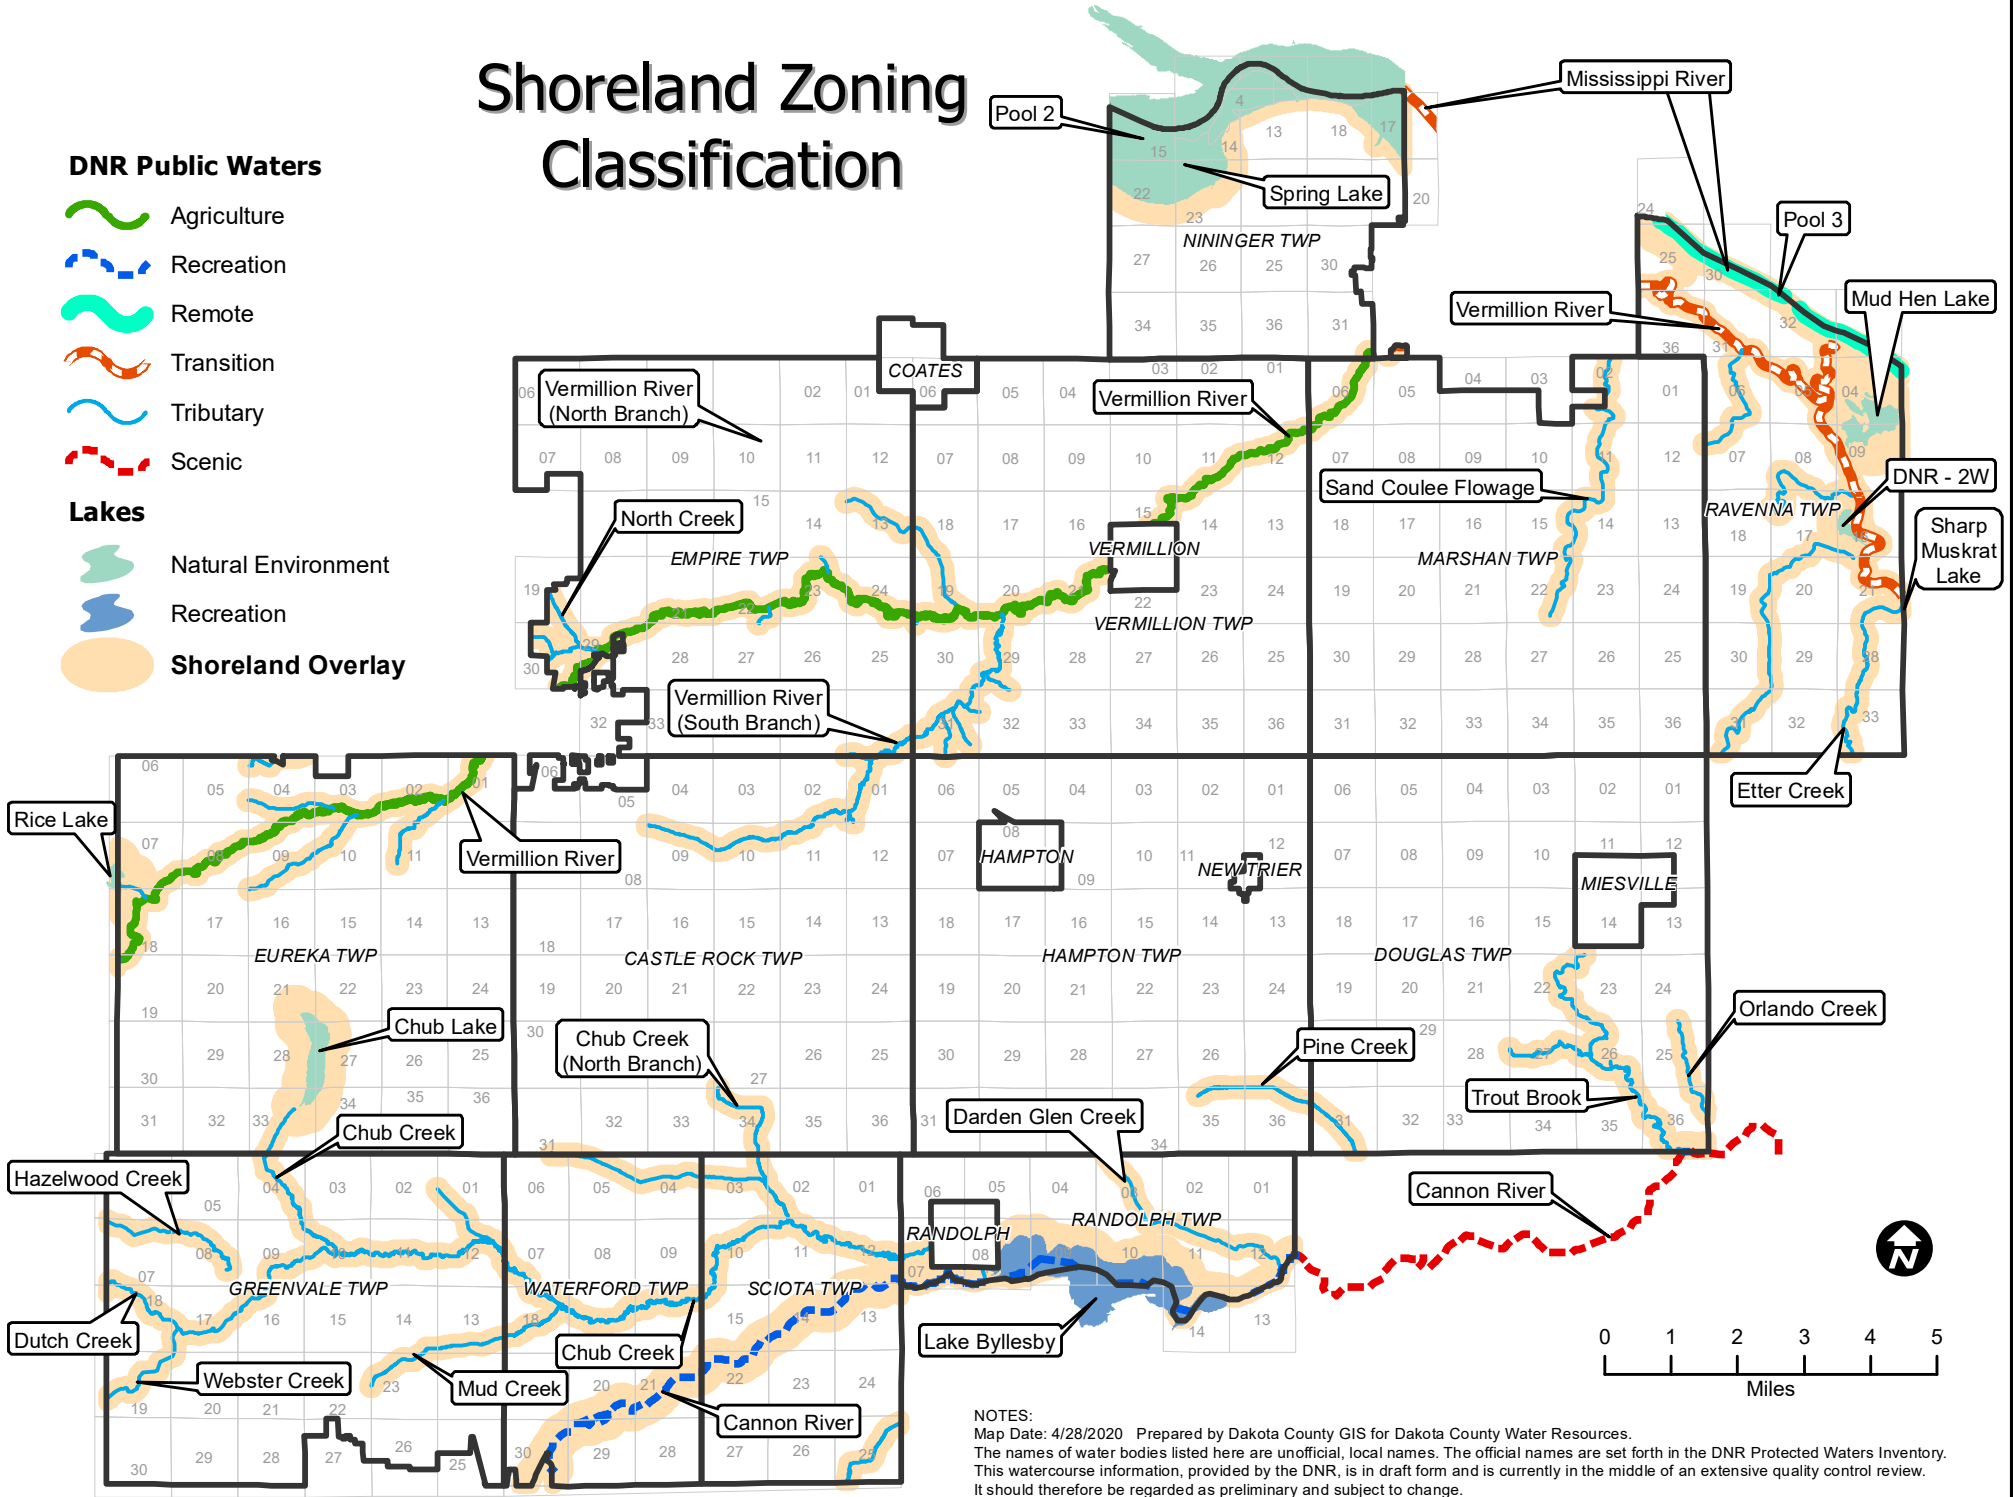 Shoreland Zoning
Classification
DNR Public Waters
Agriculture
Recreation
Remote
Transition
Tributary
Scenic
Lakes
Natural Environment
Recreation
Shoreland Overlay
Pool 2
Spring Lake
Mississippi River
Pool 3
Mud Hen Lake
Vermillion River
DNR - 2W
Sharp
Muskrat
Lake
Etter Creek
Sand Coulee Flowage
Vermillion River
Vermillion River
(North Branch)
North Creek
Vermillion River
(South Branch)
Rice Lake
Vermillion River
Chub Lake
Chub Creek
(North Branch)
Chub Creek
Hazelwood Creek
Dutch Creek
Webster Creek
Mud Creek
Chub Creek
Cannon River
Darden Glen Creek
Lake Byllesby
Pine Creek
Trout Brook
Orlando Creek
Cannon River
NININGER TWP
COATES
EMPIRE TWP
VERMILLION
VERMILLION TWP
MARSHAN TWP
RAVENNA TWP
EUREKA TWP
CASTLE ROCK TWP
HAMPTON
NEW TRIER
HAMPTON TWP
MIESVILLE
DOUGLAS TWP
GREENVALE TWP
WATERFORD TWP
SCIOTA TWP
RANDOLPH
RANDOLPH TWP
N
0 1 2 3 4 5
Miles
NOTES:
Map Date: 4/28/2020 Prepared by Dakota County GIS for Dakota County Water Resources.
The names of water bodies listed here are unofficial, local names. The official names are set forth in the DNR Protected Waters Inventory.
This watercourse information, provided by the DNR, is in draft form and is currently in the middle of an extensive quality control review.
It should therefore be regarded as preliminary and subject to change.